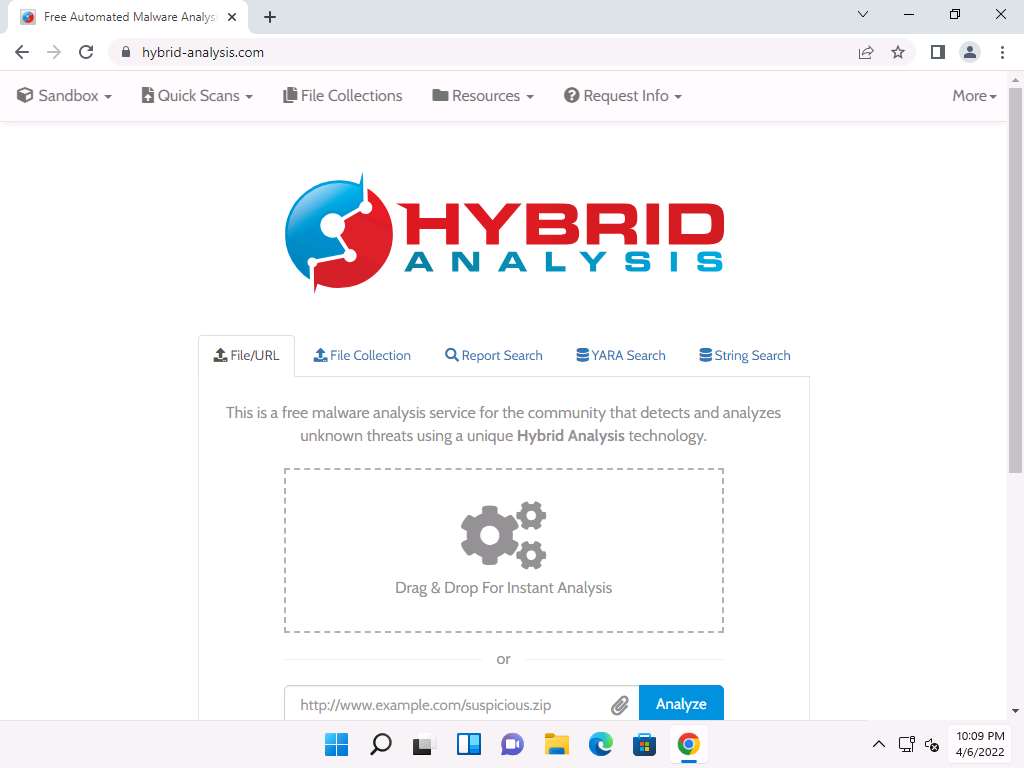 Free Automated Malware Analys
hybrid-analysis.com
Sandbox Quick Scans File Collections Resources Request Info More
HYBRID
ANALYSIS
File/URL File Collection Report Search YARA Search String Search
This is a free malware analysis service for the community that detects and analyzes
unknown threats using a unique Hybrid Analysis technology.
Drag & Drop For Instant Analysis
or
http://www.example.com/suspicious.zip Analyze
10:09 PM
4/6/2022